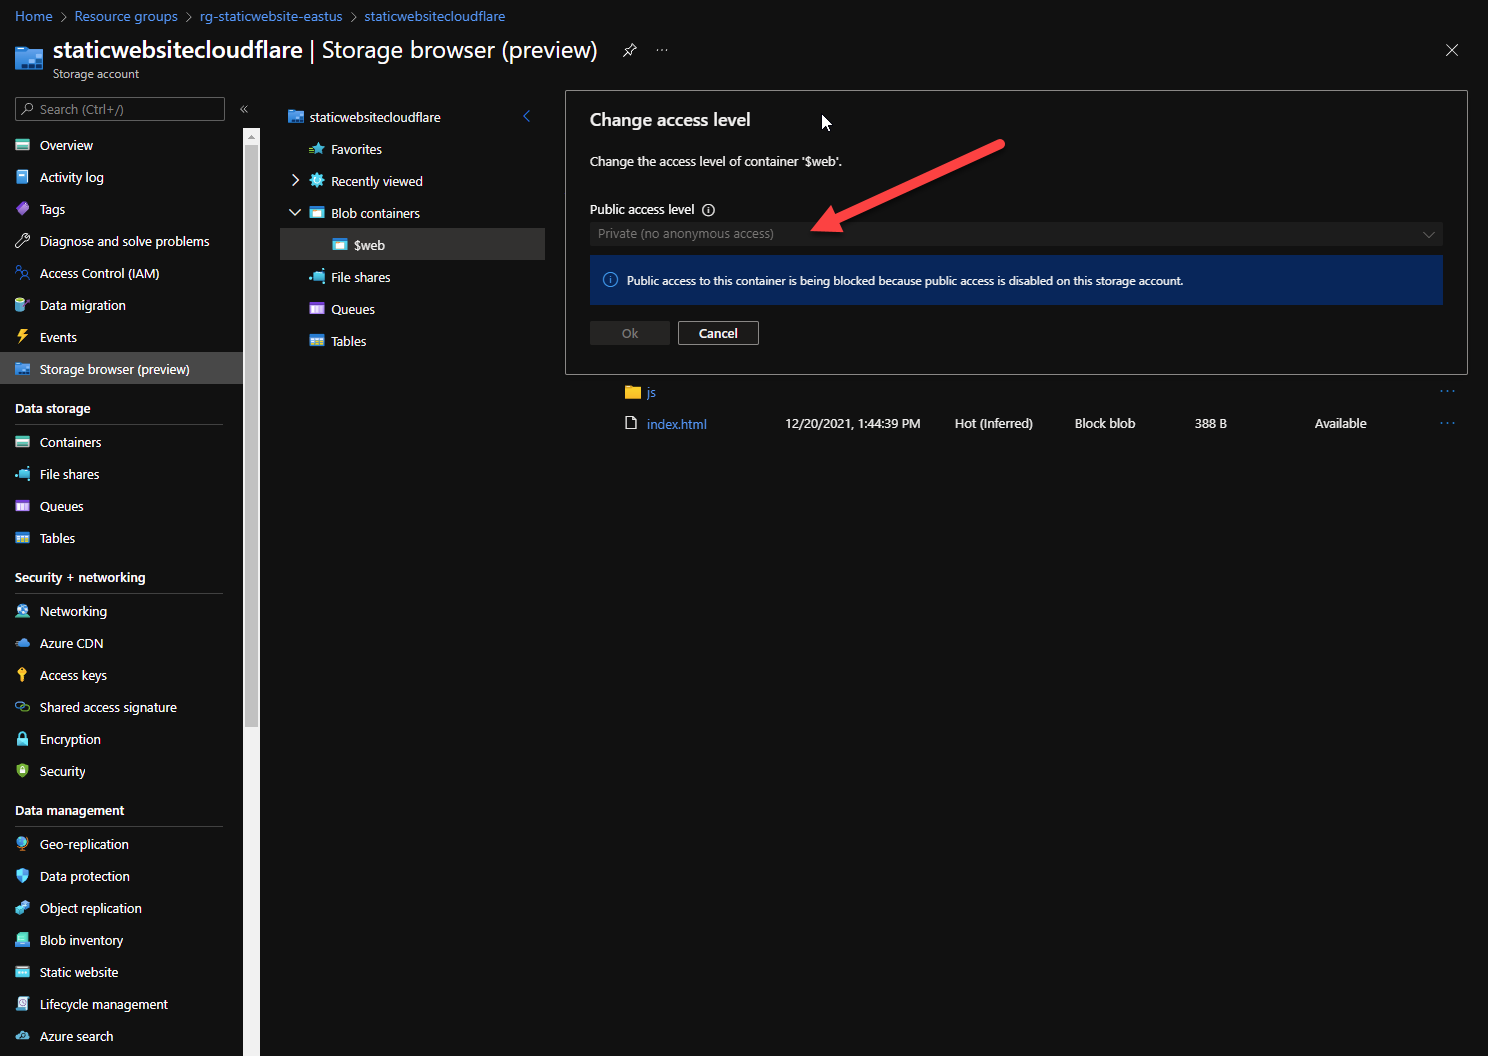 Home > Resource groups > rg-staticwebsite-eastus > staticwebsitecloudflare
staticwebsitecloudflare | Storage browser (preview)
Storage account
Search (Ctrl+/)
Overview
Activity log
Tags
Diagnose and solve problems
Access Control (IAM)
Data migration
Events
Storage browser (preview)
Data storage
Containers
File shares
Queues
Tables
Security + networking
Networking
Azure CDN
Access keys
Shared access signature
Encryption
Security
Data management
Geo-replication
Data protection
Object replication
Blob inventory
Static website
Lifecycle management
Azure search
staticwebsitecloudflare
Favorites
Recently viewed
Blob containers
$web
File shares
Queues
Tables
Change access level
Change the access level of container '$web'.
Public access level
Private (no anonymous access)
Public access to this container is being blocked because public access is disabled on this storage account.
Ok Cancel
js
index.html 12/20/2021, 1:44:39 PM Hot (Inferred) Block blob 388 B Available